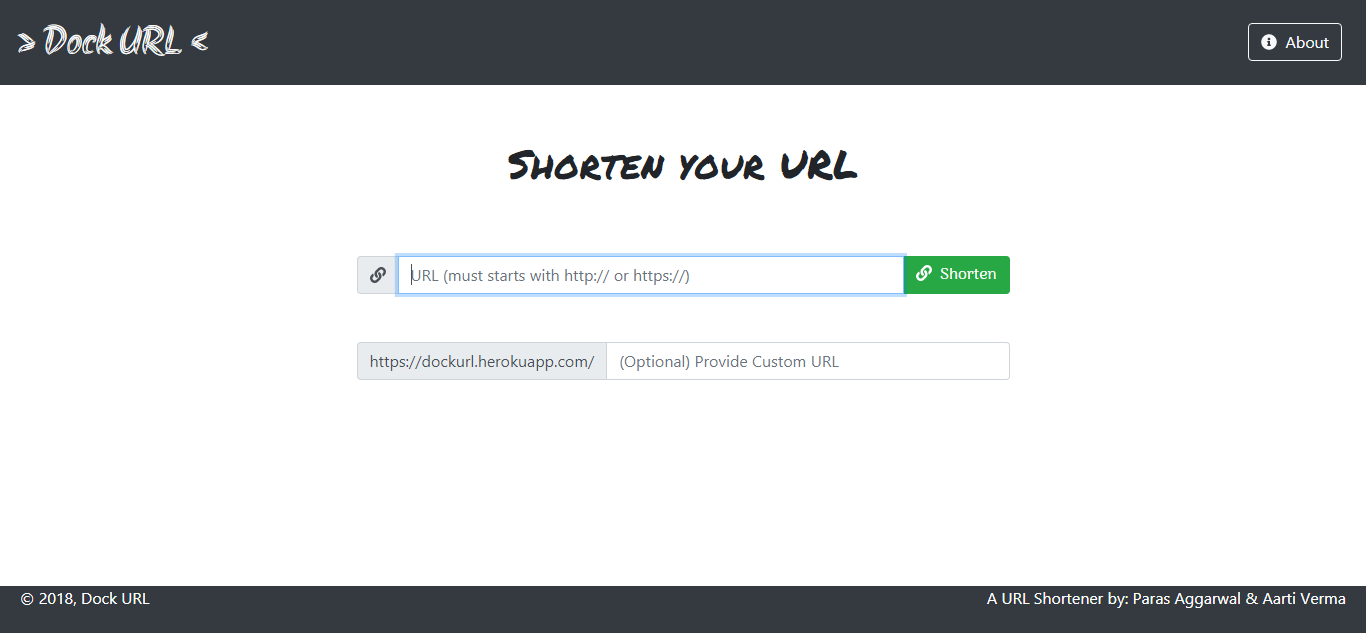 > Dock URL <
About
Shorten your URL
URL (must starts with http:// or https://)
Shorten
https://dockurl.herokuapp.com/
(Optional) Provide Custom URL
© 2018, Dock URL
A URL Shortener by: Paras Aggarwal & Aarti Verma